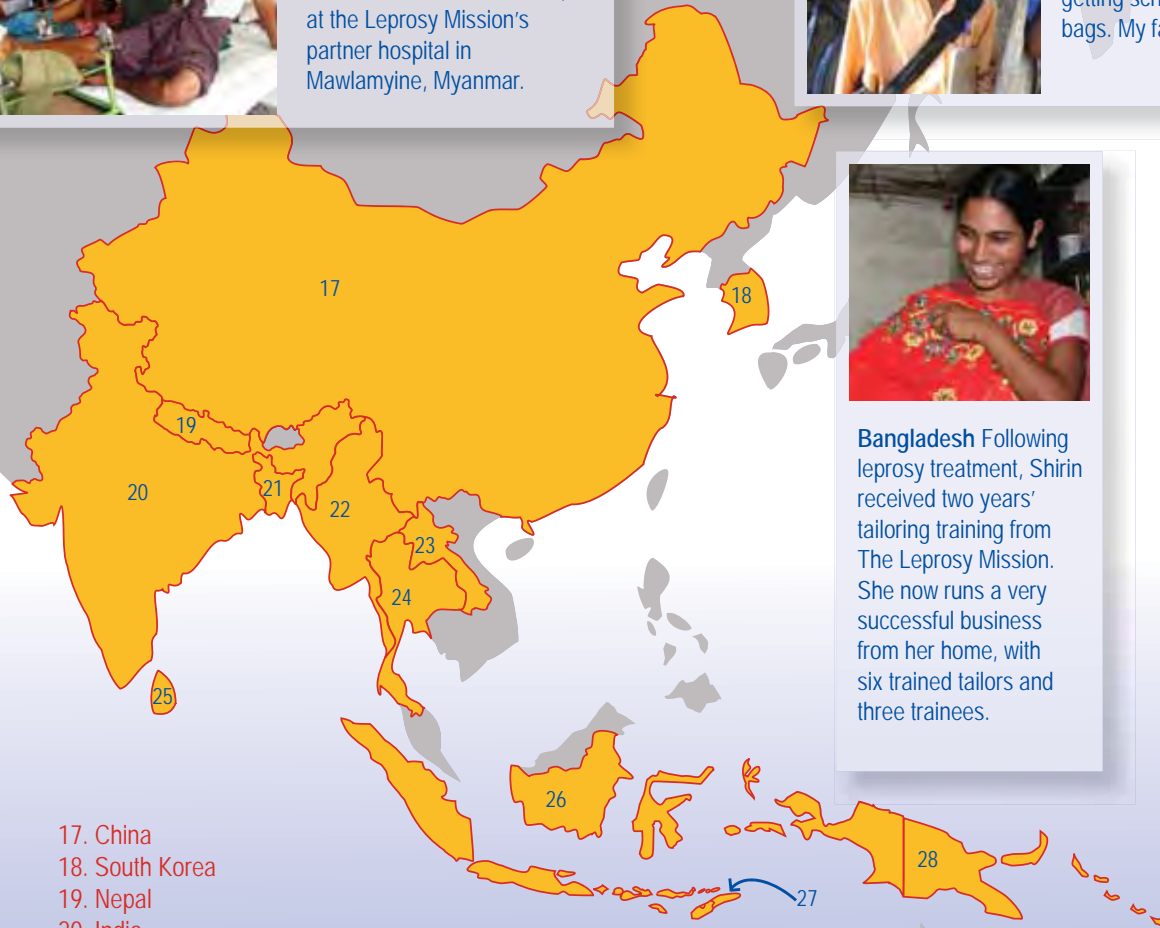 at the Leprosy Mission's
partner hospital in
Mawlamyine, Myanmar.
bags. My
17
18
19
20
21
22
23
24
25
26
27
28
Bangladesh Following
leprosy treatment, Shirin
received two years'
tailoring training from
The Leprosy Mission.
She now runs a very
successful business
from her home, with
six trained tailors and
three trainees.
17. China
18. South Korea
19. Nepal